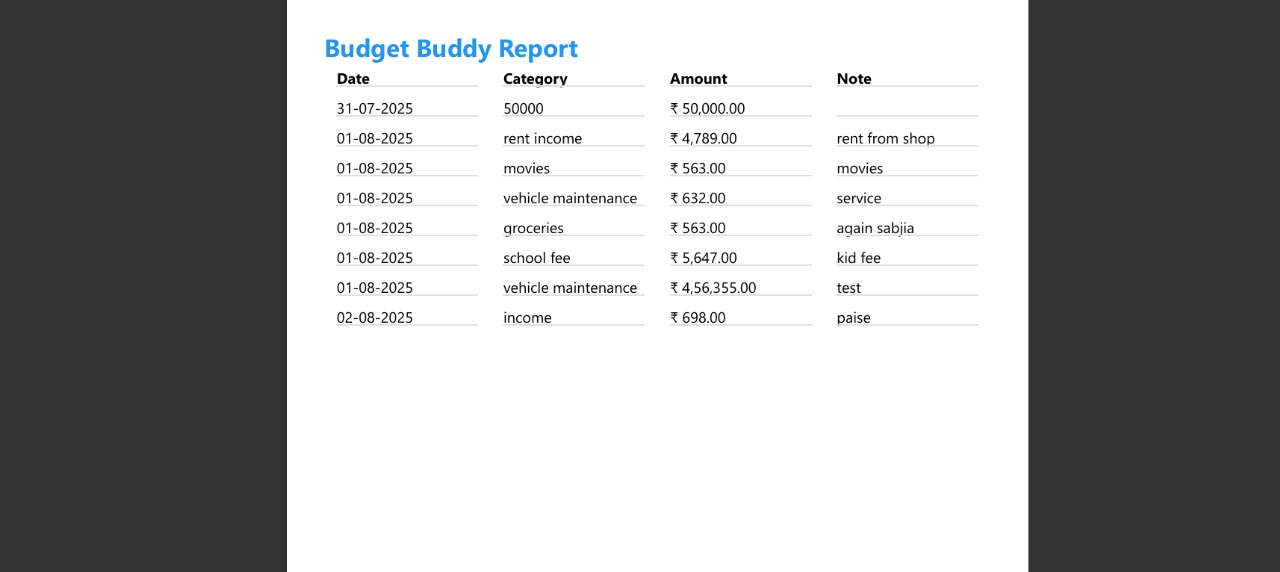 Budget Buddy Report
Date Category Amount Note
31-07-2025 50000 ₹ 50,000.00
01-08-2025 rent income ₹ 4,789.00 rent from shop
01-08-2025 movies ₹ 563.00 movies
01-08-2025 vehicle maintenance ₹ 632.00 service
01-08-2025 groceries ₹ 563.00 again sabjia
01-08-2025 school fee ₹ 5,647.00 kid fee
01-08-2025 vehicle maintenance ₹ 4,56,355.00 test
02-08-2025 income ₹ 698.00 paise